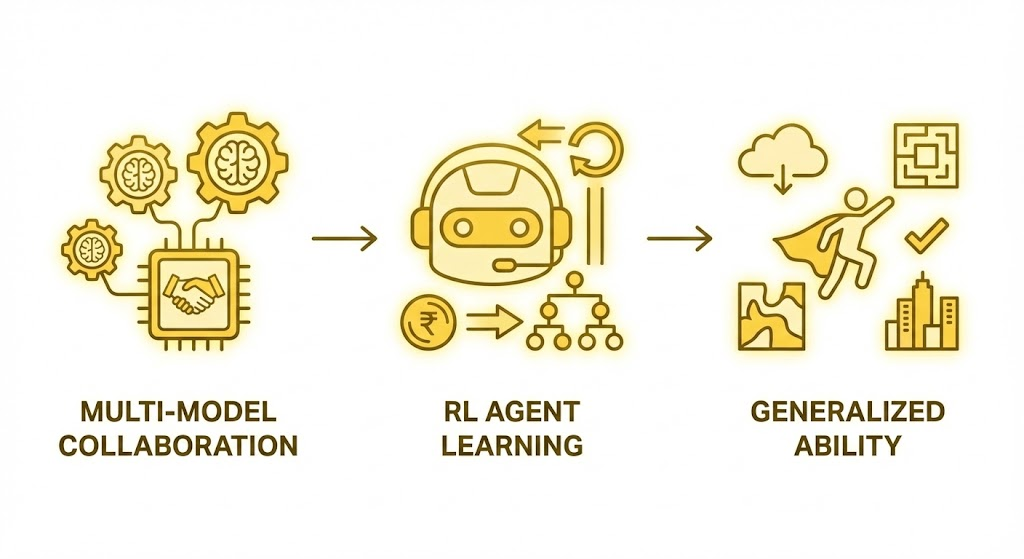 ₹
MULTI-MODEL
COLLABORATION
RL AGENT
LEARNING
GENERALIZED
ABILITY